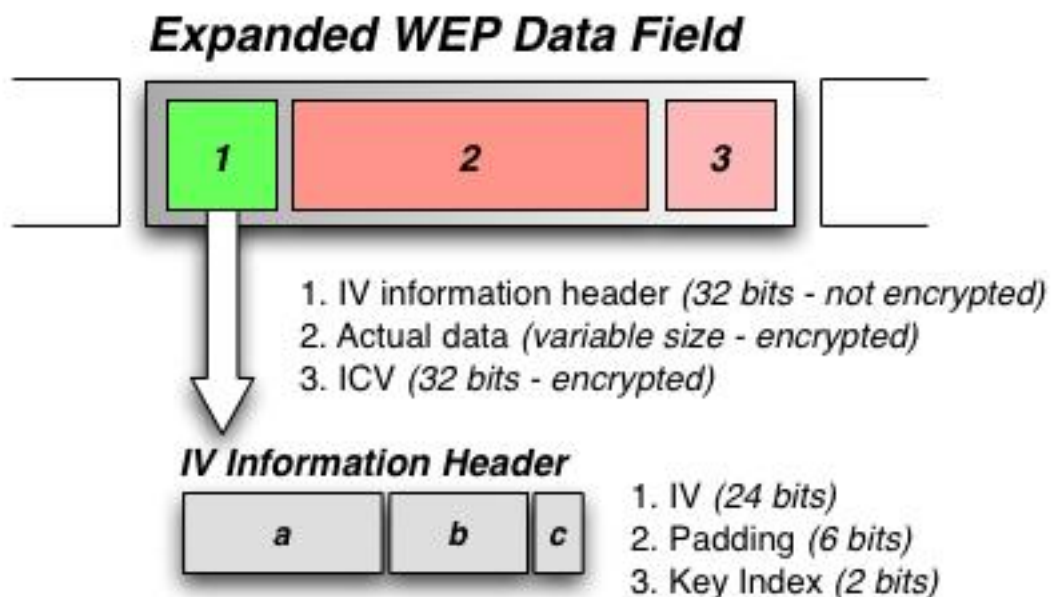 Expanded WEP Data Field
1 2 3
1. IV information header (32 bits - not encrypted)
2. Actual data (variable size - encrypted)
3. ICV (32 bits - encrypted)
IV Information Header
a b c
1. IV (24 bits)
2. Padding (6 bits)
3. Key Index (2 bits)